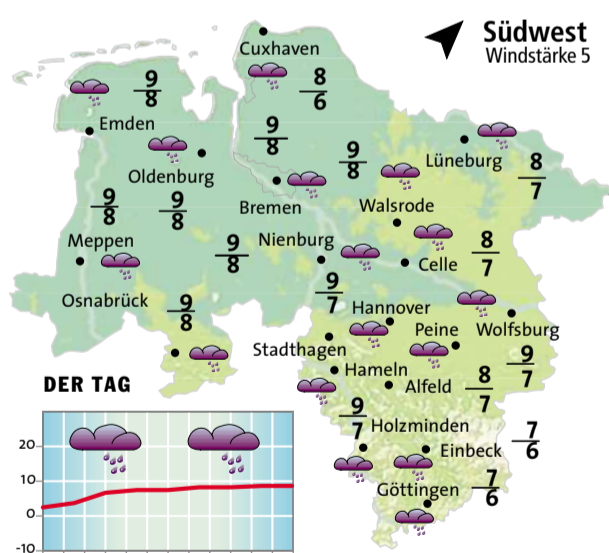 Südwest
Windstärke 5
Cuxhaven
9
8
8
6
Emden
9
8
Oldenburg
Lüneburg
9
8
8
7
Bremen
9
8
9
8
Walsrode
Meppen
Nienburg
9
8
8
7
Celle
Osnabrück
9
8
9
7
Hannover
Peine
Wolfsburg
Stadthagen
9
7
Hameln
Alfeld
8
7
DER TAG
9
7
Holzminden
7
6
Einbeck
Göttingen
7
6
20
10
0
-10